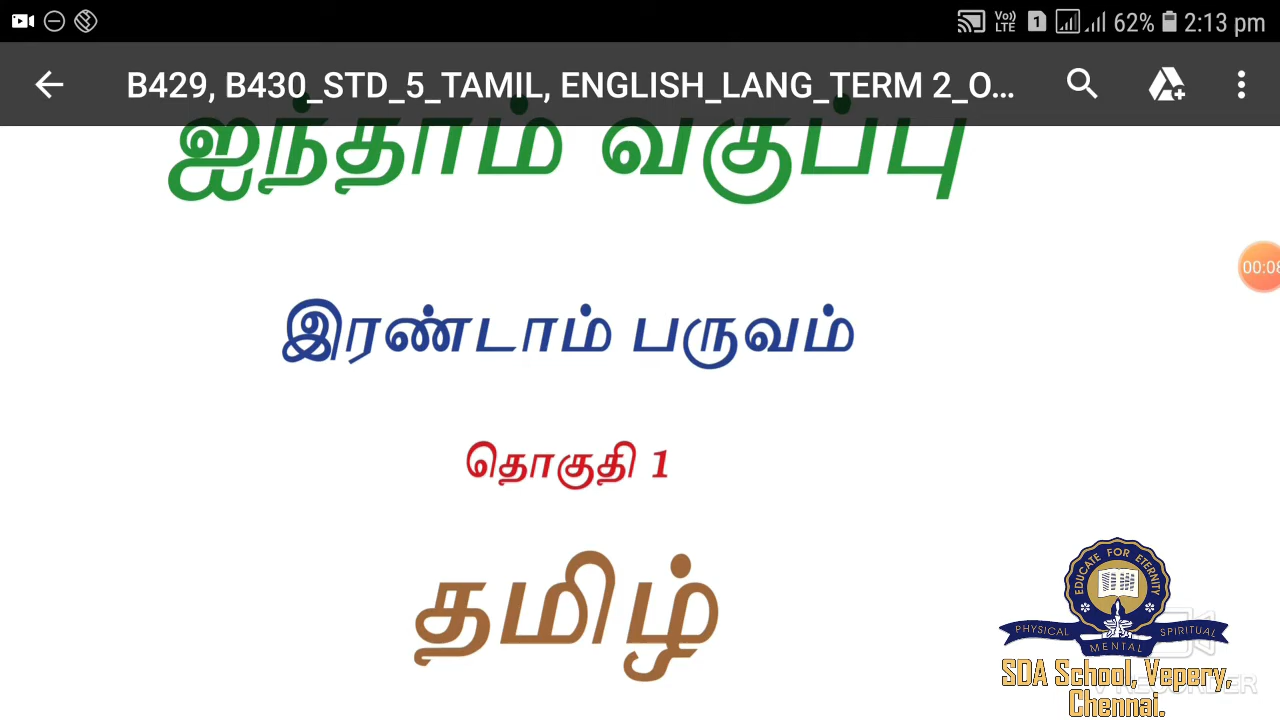 62% 2:13 pm
B429, B430_STD_5_TAMIL, ENGLISH_LANG_TERM 2_O...
ஐந்தாம் வகுப்பு
00:08
இரண்டாம் பருவம்
தொகுதி 1
தமிழ்
EDUCATE FOR ETERNITY
PHYSICAL MENTAL SPIRITUAL
SDA School, Vepery,
Chennai.